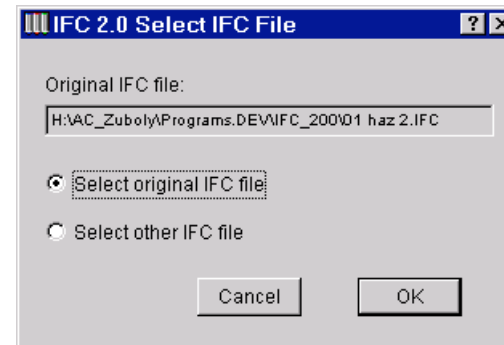 IFC 2.0 Select IFC File
Original IFC file:
H:\AC_Zuboly\Programs.DEV\IFC_200\01 haz 2.IFC
Select original IFC file
Select other IFC file
Cancel OK